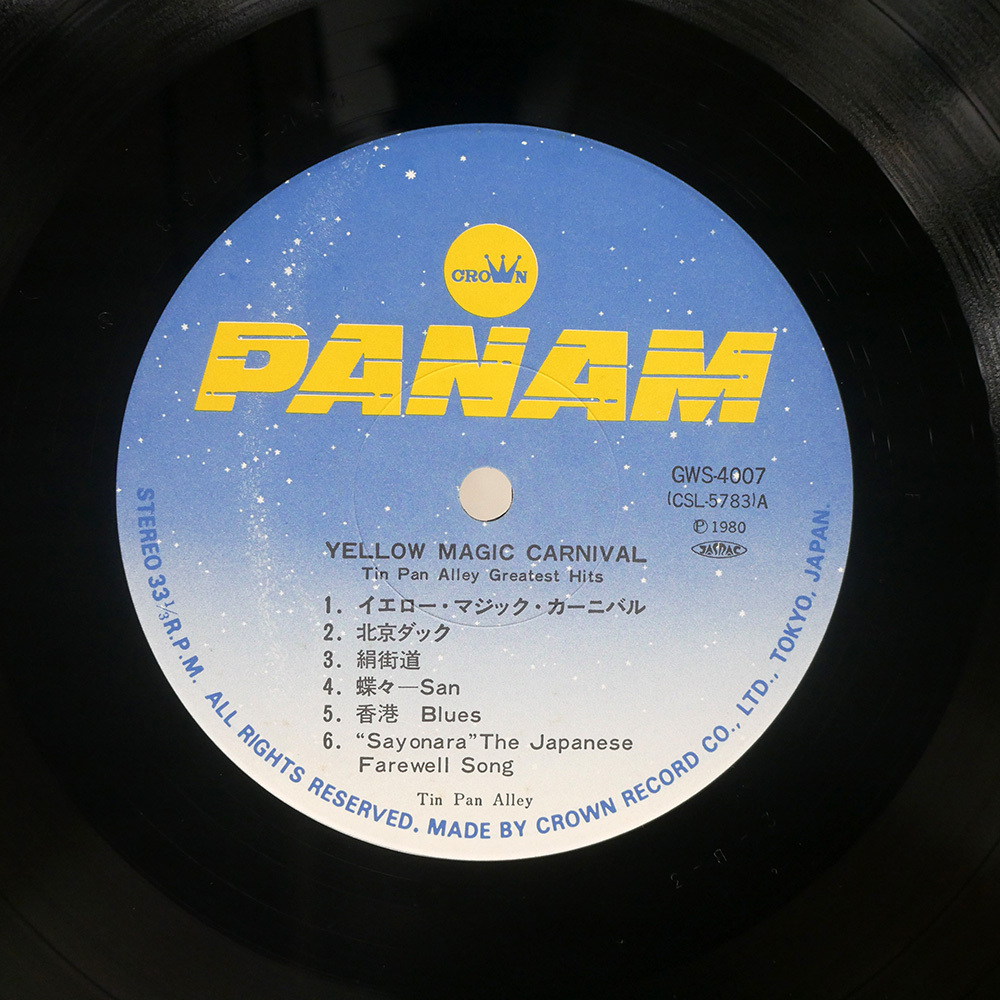 CROWN
PANAM
GWS-4007
(CSL-5783)A
Ⓟ 1980
JASRAC
YELLOW MAGIC CARNIVAL
Tin Pan Alley Greatest Hits
1. イエロー・マジック・カーニバル
2. 北京ダック
3. 絹街道
4. 蝶々—San
5. 香港 Blues
6. “Sayonara” The Japanese
Farewell Song
Tin Pan Alley
STEREO 33⅓ R.P.M. ALL RIGHTS RESERVED. MADE BY CROWN RECORD CO., LTD., TOKYO, JAPAN.